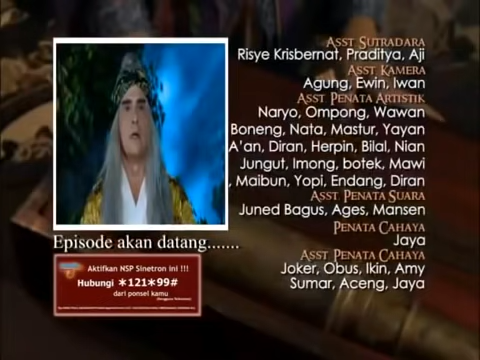 Asst Sutradara
Risye Krisbernat, Praditya, Aji
Asst Kamera
Agung, Ewin, Iwan
Asst Penata Artistik
Naryo, Ompong, Wawan
Boneng, Nata, Mastur, Yayan
A'an, Diran, Herpin, Bilal, Nian
Jungut, Imong, botek, Mawi
, Maibun, Yopi, Endang, Diran
Asst Penata Suara
Juned Bagus, Ages, Mansen
Penata Cahaya
Jaya
Asst Penata Cahaya
Joker, Obus, Ikin, Amy
Sumar, Aceng, Jaya
Episode akan datang.......
Aktifkan NSP Sinetron ini !!!
Hubungi *121*99#
dari ponsel kamu